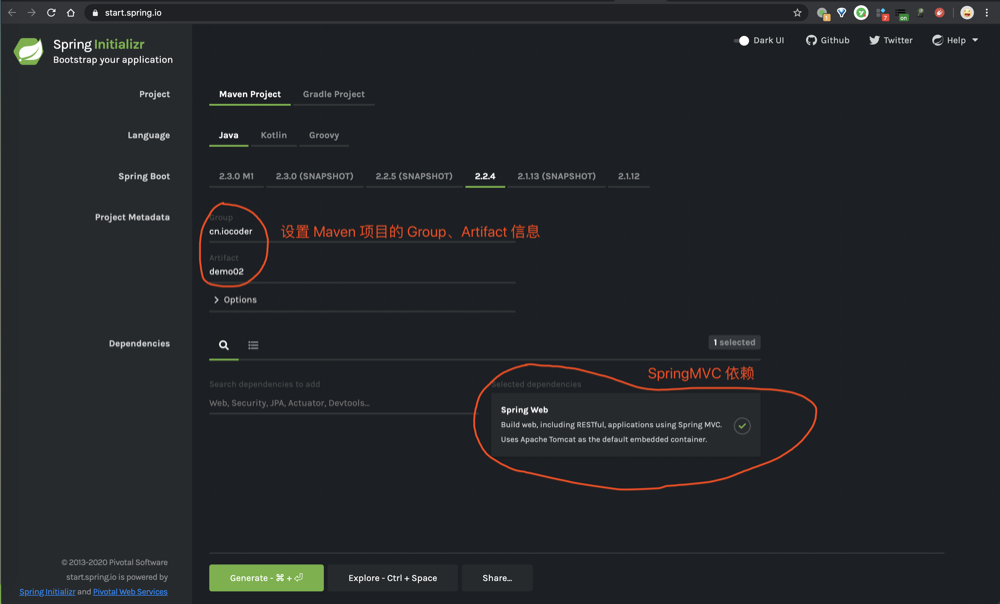 start.spring.io
Spring Initializr
Bootstrap your application
Dark UI
Github
Twitter
Help
Project
Maven Project
Gradle Project
Language
Java
Kotlin
Groovy
Spring Boot
2.3.0 M1
2.3.0 (SNAPSHOT)
2.2.5 (SNAPSHOT)
2.2.4
2.1.13 (SNAPSHOT)
2.1.12
Project Metadata
Group
cn.iocoder
设置 Maven 项目的 Group、Artifact 信息
Artifact
demo02
Options
Dependencies
1 selected
SpringMVC 依赖
Search dependencies to add
Web, Security, JPA, Actuator, Devtools...
Selected dependencies
Spring Web
Build web, including RESTful, applications using Spring MVC.
Uses Apache Tomcat as the default embedded container.
© 2013-2020 Pivotal Software
start.spring.io is powered by
Spring Initializr and Pivotal Web Services
Generate - ⌘ + ⏎
Explore - Ctrl + Space
Share...